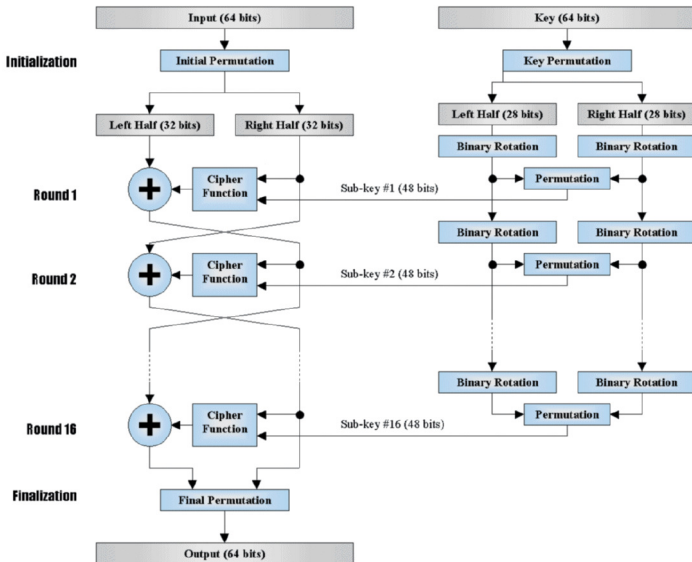 Input (64 bits)
Key (64 bits)
Initialization
Initial Permutation
Key Permutation
Left Half (32 bits)
Right Half (32 bits)
Left Half (28 bits)
Right Half (28 bits)
Binary Rotation
Binary Rotation
Round 1
Cipher
Function
Sub-key #1 (48 bits)
Permutation
Binary Rotation
Binary Rotation
Round 2
Cipher
Function
Sub-key #2 (48 bits)
Permutation
Binary Rotation
Binary Rotation
Round 16
Cipher
Function
Sub-key #16 (48 bits)
Permutation
Finalization
Final Permutation
Output (64 bits)